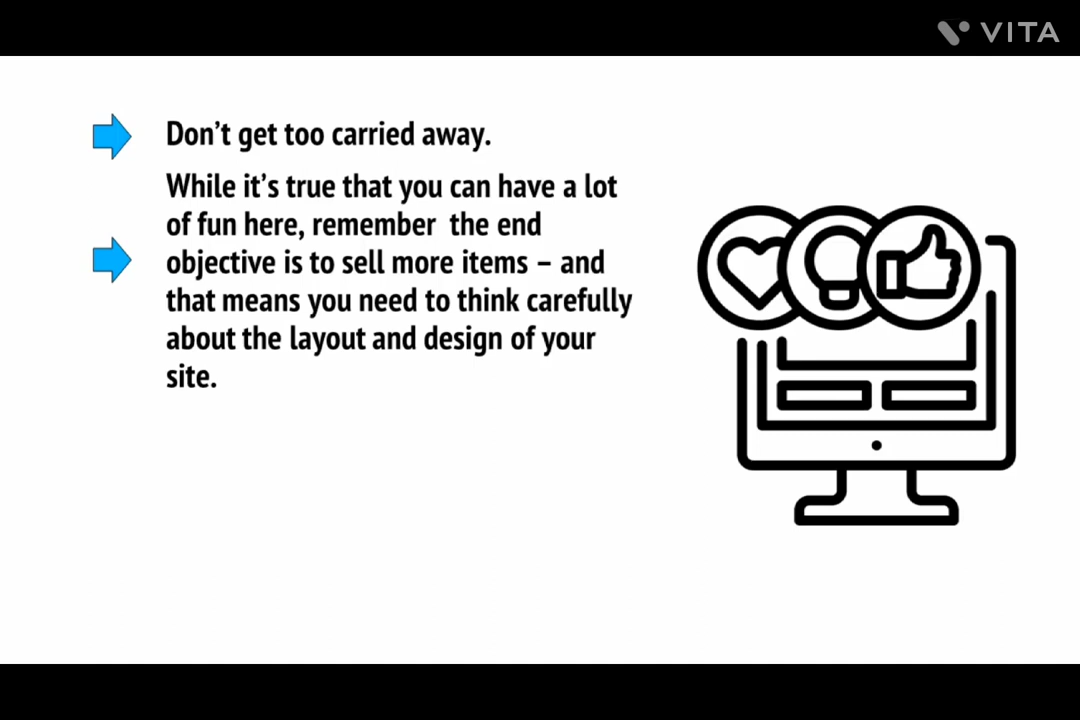 VITA
Don't get too carried away.
While it's true that you can have a lot
of fun here, remember  the end
objective is to sell more items – and
that means you need to think carefully
about the layout and design of your
site.